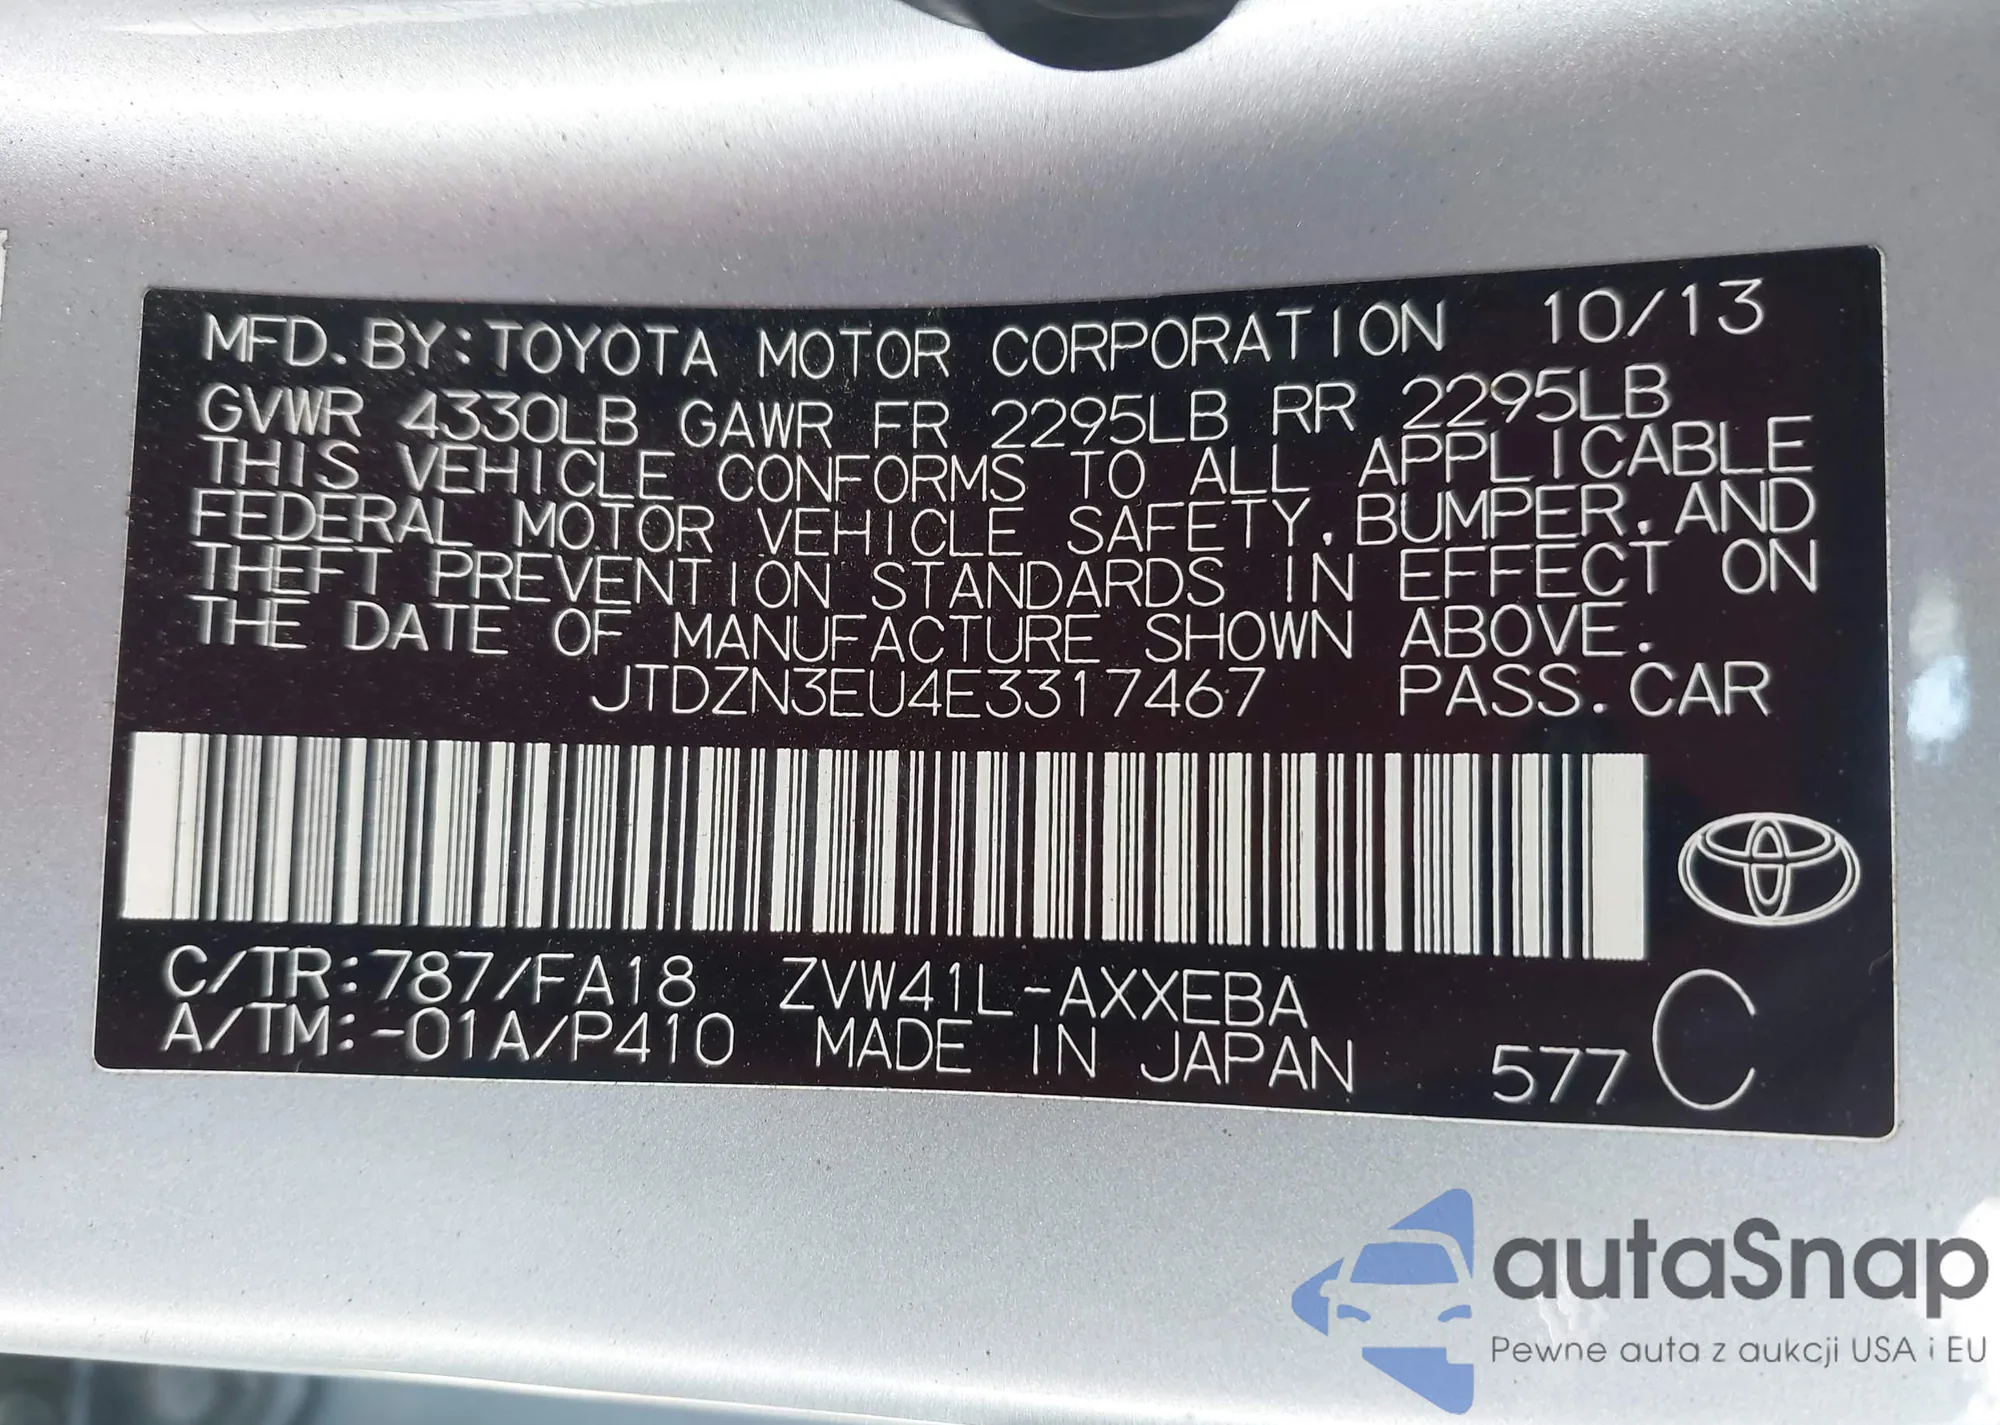 MFD. BY: TOYOTA MOTOR CORPORATION 10/13
GVWR 4330LB GAWR FR 2295LB RR 2295LB
THIS VEHICLE CONFORMS TO ALL APPLICABLE
FEDERAL MOTOR VEHICLE SAFETY, BUMPER, AND
THEFT PREVENTION STANDARDS IN EFFECT ON
THE DATE OF MANUFACTURE SHOWN ABOVE.
JTDZN3EU4E3317467 PASS. CAR
C/TR: 787/FA18 ZVW41L-AXXEBA
A/TM: -01A/P410 MADE IN JAPAN 577 C
autaSnap
Pewne auta z aukcji USA i EU